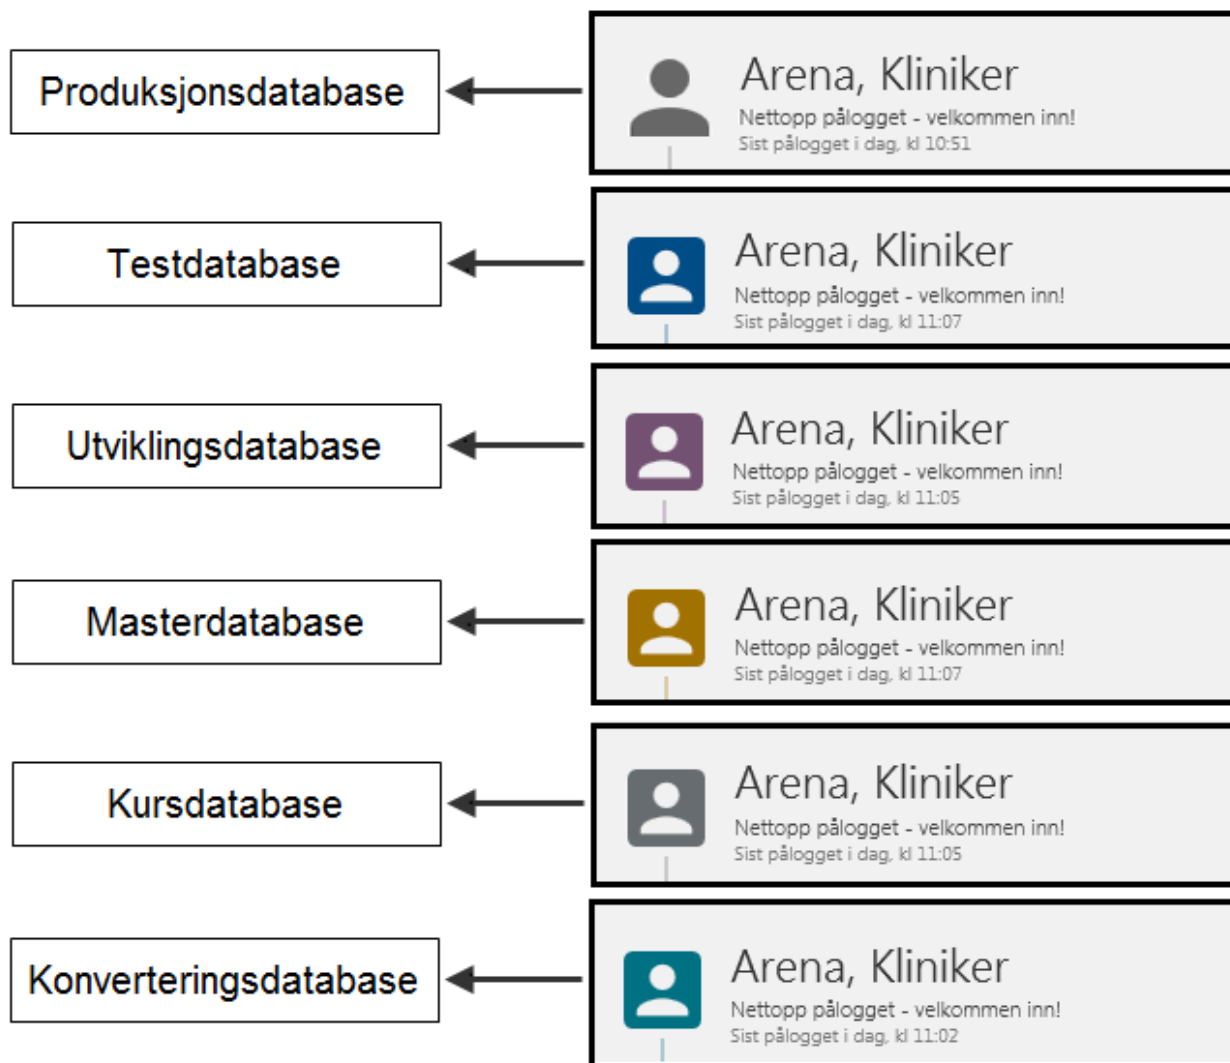 Produksjonsdatabase
Arena, Kliniker
Nettopp pålogget - velkommen inn!
Sist pålogget i dag, kl 10:51
Testdatabase
Arena, Kliniker
Nettopp pålogget - velkommen inn!
Sist pålogget i dag, kl 11:07
Utviklingsdatabase
Arena, Kliniker
Nettopp pålogget - velkommen inn!
Sist pålogget i dag, kl 11:05
Masterdatabase
Arena, Kliniker
Nettopp pålogget - velkommen inn!
Sist pålogget i dag, kl 11:07
Kursdatabase
Arena, Kliniker
Nettopp pålogget - velkommen inn!
Sist pålogget i dag, kl 11:05
Konverteringsdatabase
Arena, Kliniker
Nettopp pålogget - velkommen inn!
Sist pålogget i dag, kl 11:02